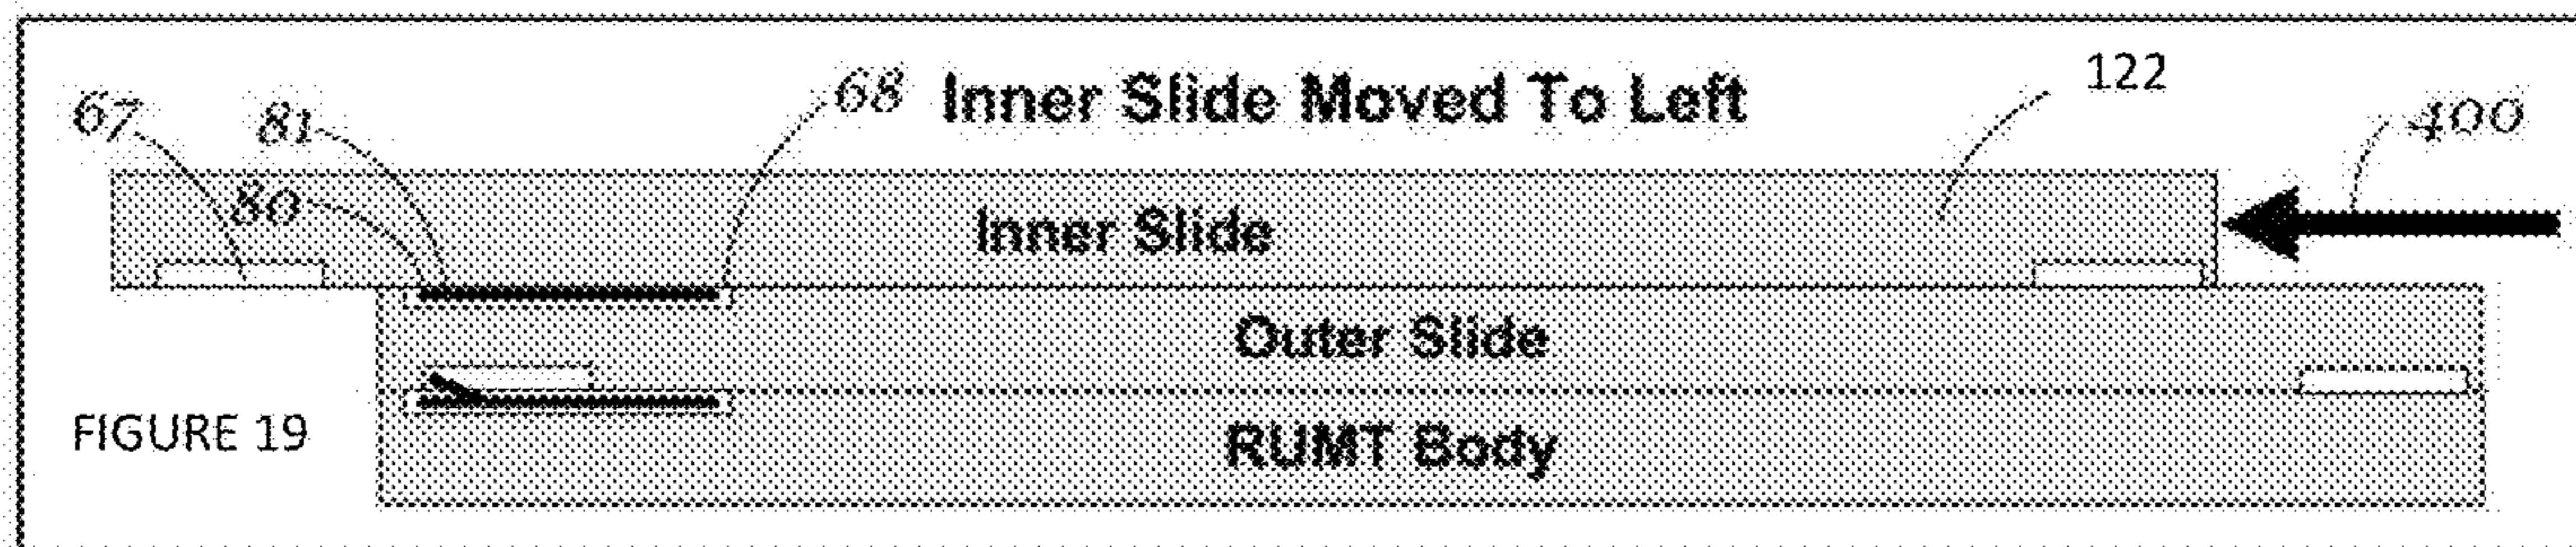 67 81 68 Inner Slide Moved To Left 122 400
80 Inner Slide
Outer Slide
FIGURE 19 RUMT Body